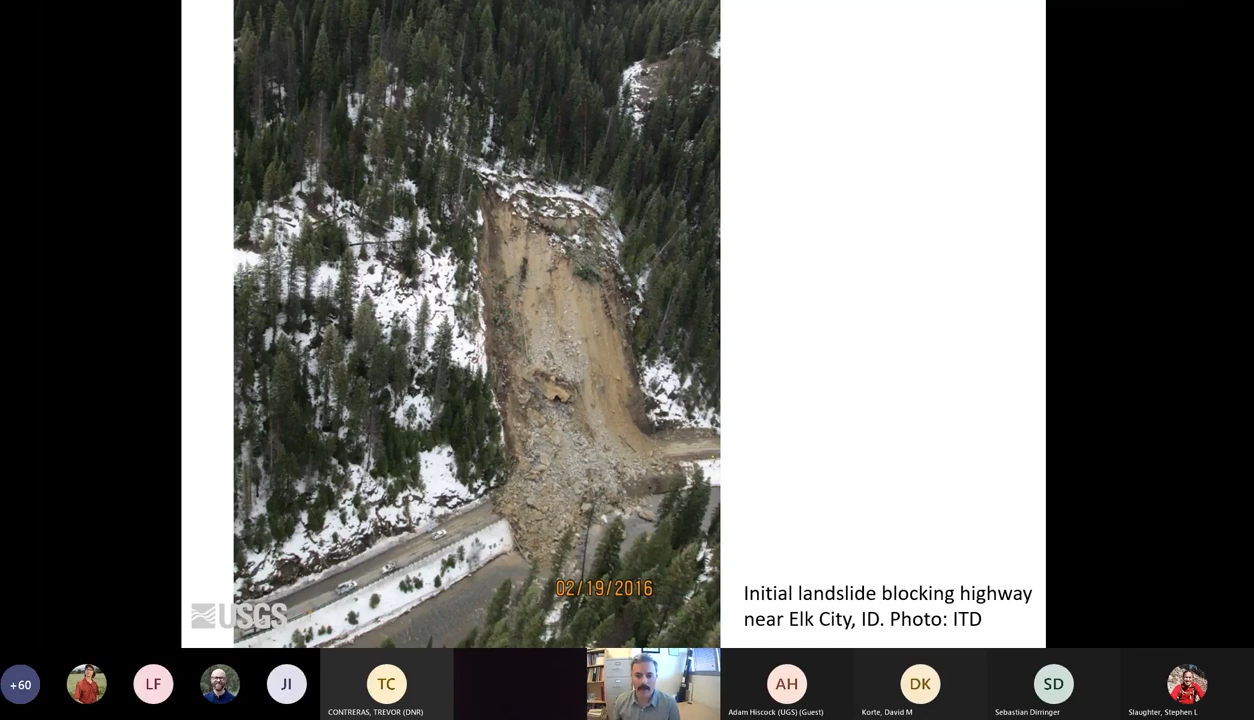 02/19/2016
USGS
Initial landslide blocking highway
near Elk City, ID. Photo: ITD
+60
LF
JI
TC
CONTRERAS, TREVOR (DNR)
AH
Adam Hiscock (UGS) (Guest)
DK
Korte, David M
SD
Sebastian Dirringer
Slaughter, Stephen L